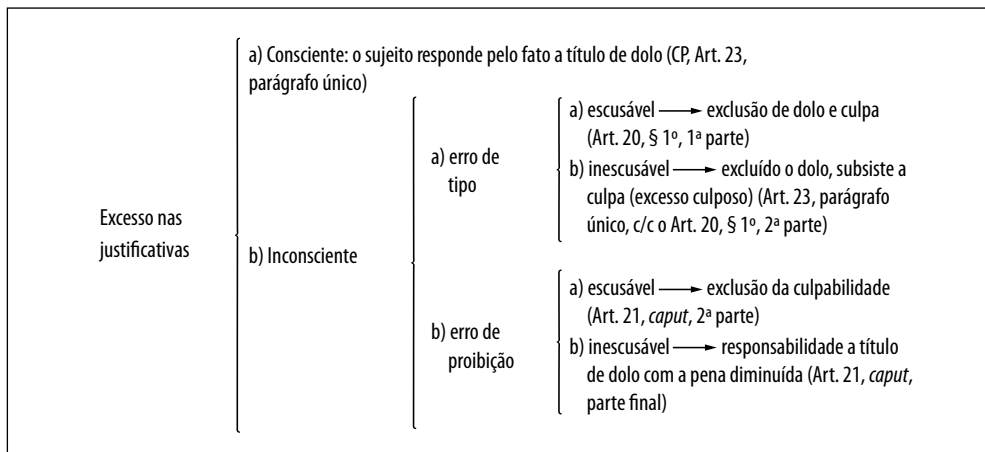 a) Consciente: o sujeito responde pelo fato a título de dolo (CP, Art. 23,
parágrafo único)
Excesso nas
justificativas
b) Inconsciente
a) erro de
tipo
a) escusável → exclusão de dolo e culpa
(Art. 20, § 1º, 1ª parte)
b) inescusável → excluído o dolo, subsiste a
culpa (excesso culposo) (Art. 23, parágrafo
único, c/c o Art. 20, § 1º, 2ª parte)
b) erro de
proibição
a) escusável → exclusão da culpabilidade
(Art. 21, caput, 2ª parte)
b) inescusável → responsabilidade a título
de dolo com a pena diminuída (Art. 21, caput,
parte final)